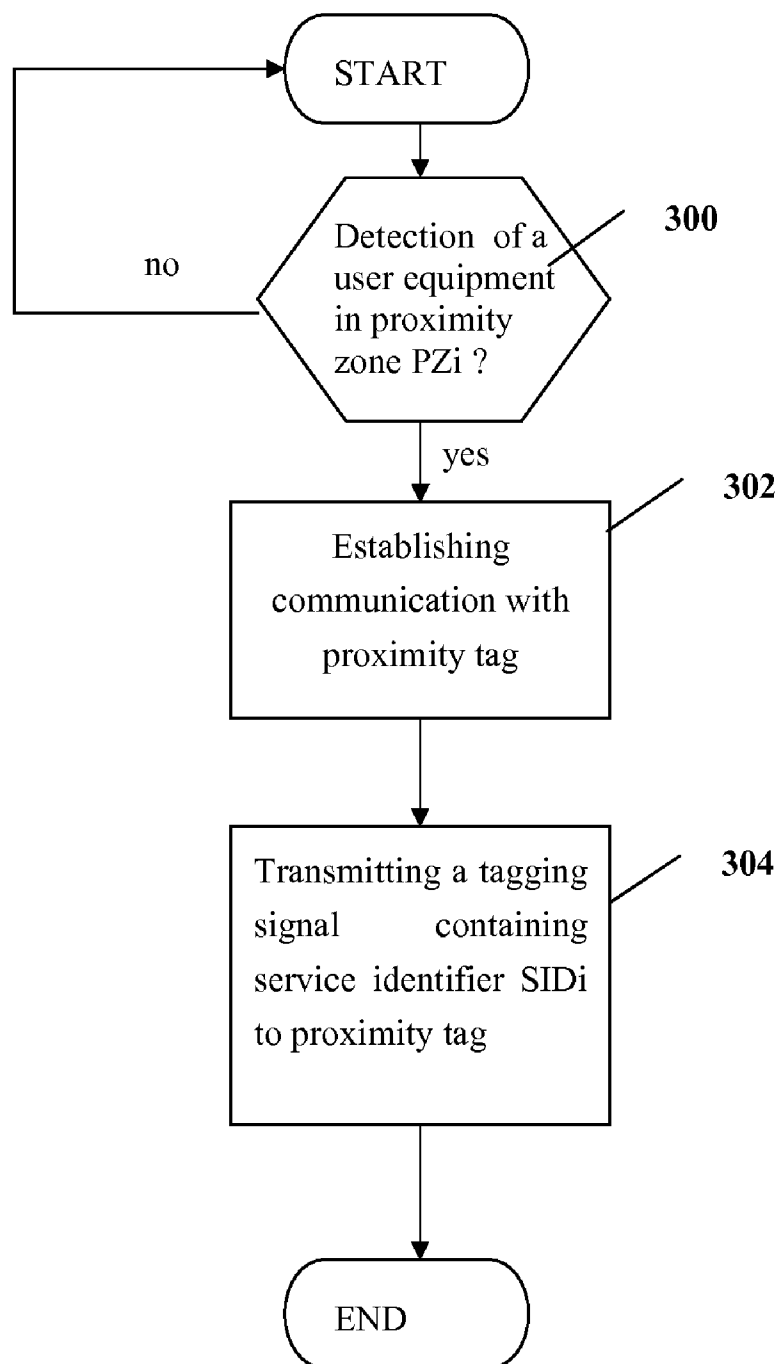 START
Detection of a
user equipment
in proximity
zone PZi ?
300
no
yes
302
Establishing
communication with
proximity tag
304
Transmitting a tagging
signal containing
service identifier SIDi
to proximity tag
END